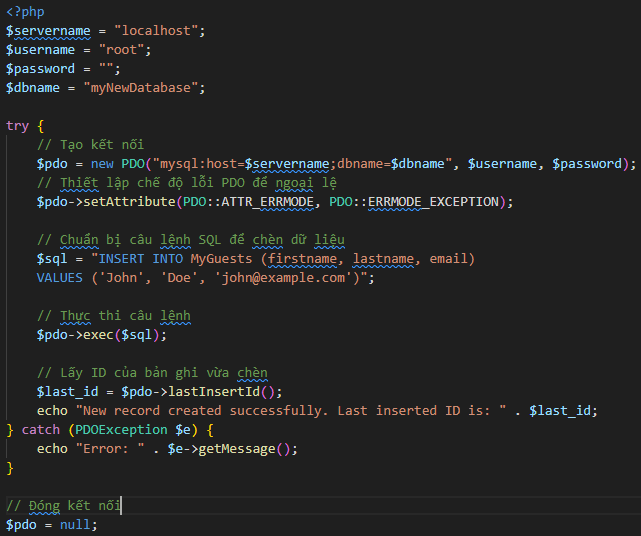 <?php
$servername = "localhost";
$username = "root";
$password = "";
$dbname = "myNewDatabase";

try {
    // Tạo kết nối
    $pdo = new PDO("mysql:host=$servername;dbname=$dbname", $username, $password);
    // Thiết lập chế độ lỗi PDO để ngoại lệ
    $pdo->setAttribute(PDO::ATTR_ERRMODE, PDO::ERRMODE_EXCEPTION);

    // Chuẩn bị câu lệnh SQL để chèn dữ liệu
    $sql = "INSERT INTO MyGuests (firstname, lastname, email)
    VALUES ('John', 'Doe', 'john@example.com')";

    // Thực thi câu lệnh
    $pdo->exec($sql);

    // Lấy ID của bản ghi vừa chèn
    $last_id = $pdo->lastInsertId();
    echo "New record created successfully. Last inserted ID is: " . $last_id;
} catch (PDOException $e) {
    echo "Error: " . $e->getMessage();
}

// Đóng kết nối
$pdo = null;